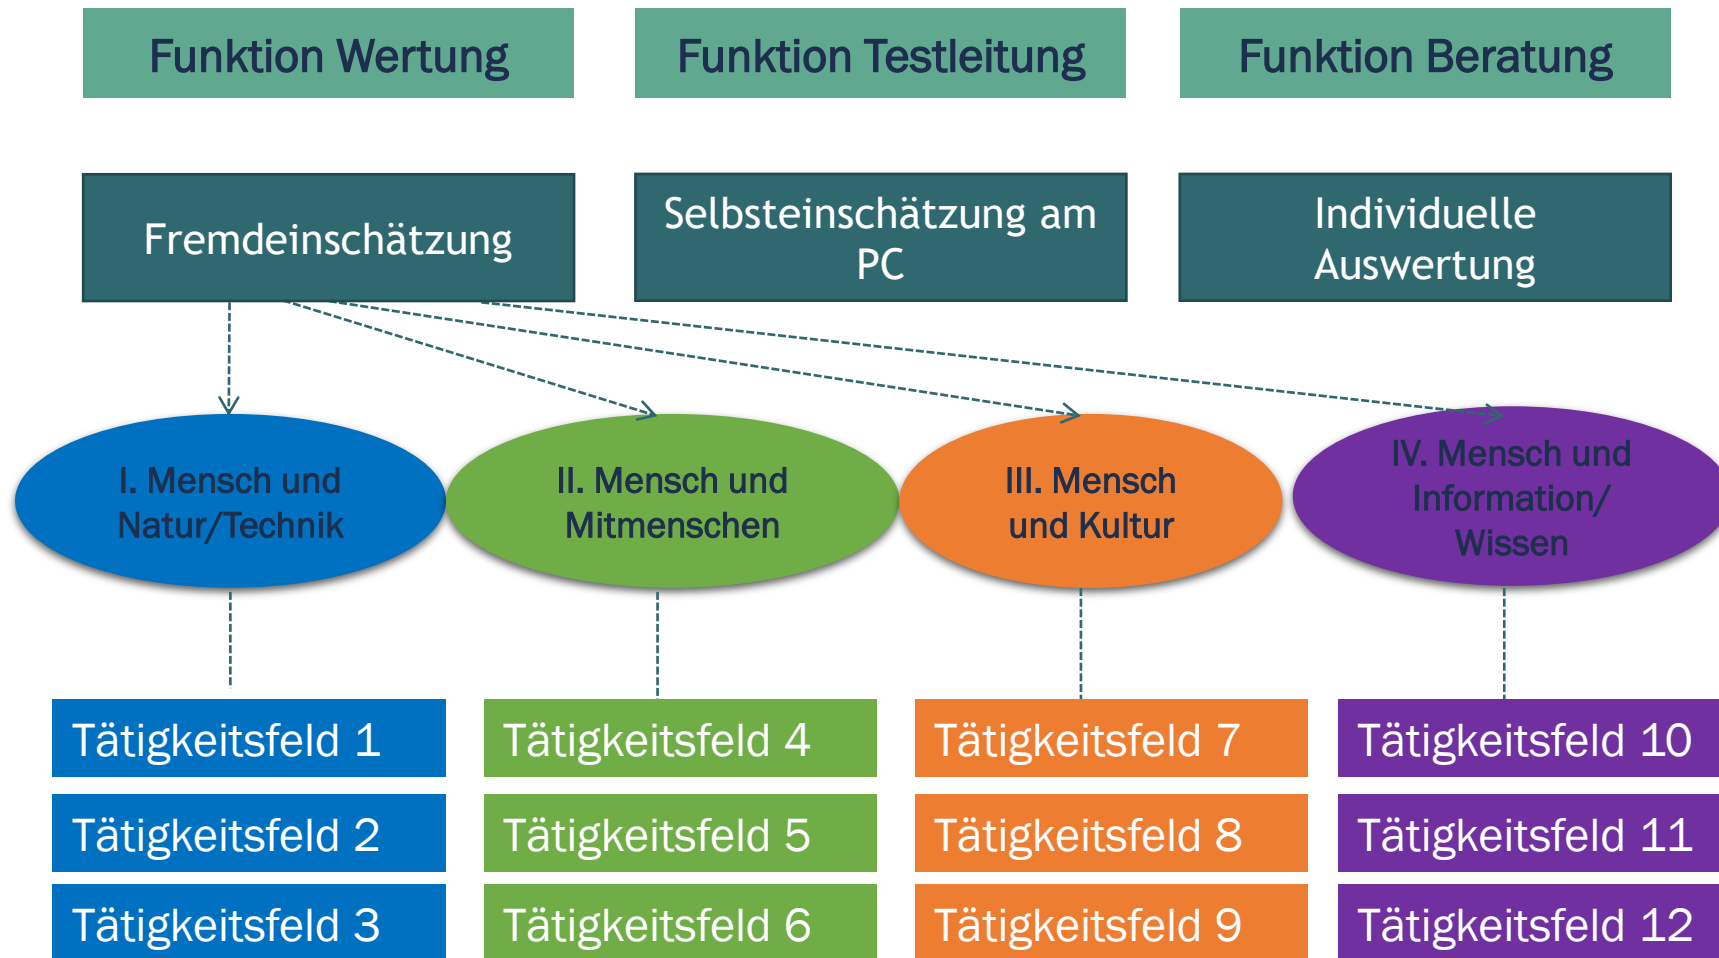 Funktion Wertung
Funktion Testleitung
Funktion Beratung
Fremdeinschätzung
Selbsteinschätzung am
PC
Individuelle
Auswertung
I. Mensch und
Natur/Technik
II. Mensch und
Mitmenschen
III. Mensch
und Kultur
IV. Mensch und
Information/
Wissen
Tätigkeitsfeld 1
Tätigkeitsfeld 4
Tätigkeitsfeld 7
Tätigkeitsfeld 10
Tätigkeitsfeld 2
Tätigkeitsfeld 5
Tätigkeitsfeld 8
Tätigkeitsfeld 11
Tätigkeitsfeld 3
Tätigkeitsfeld 6
Tätigkeitsfeld 9
Tätigkeitsfeld 12